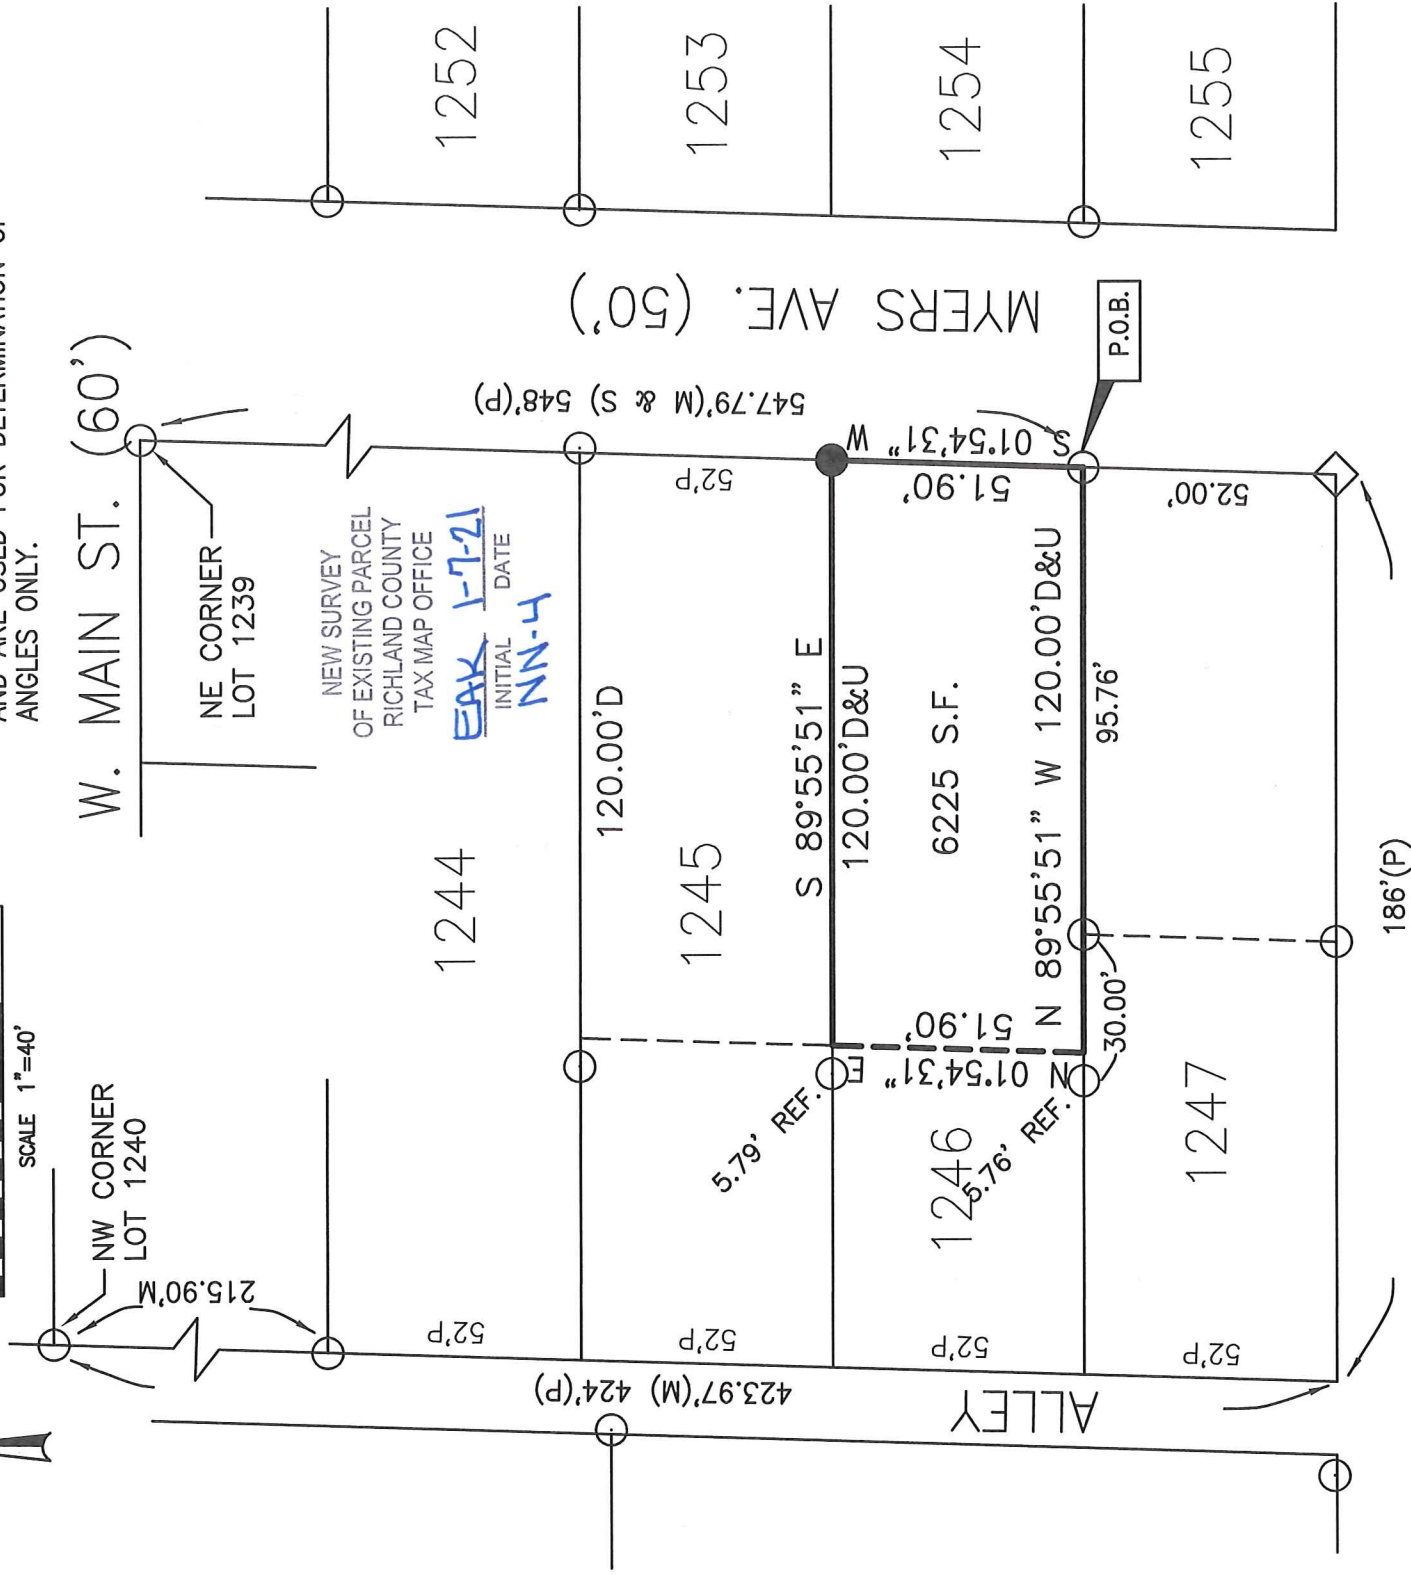 AND ARE USED FOR DETERMINATION OF
ANGLES ONLY.
SCALE 1"=40'
W. MAIN ST. (60')
NE CORNER
LOT 1239
NW CORNER
LOT 1240
215.90'M
NEW SURVEY
OF EXISTING PARCEL
RICHLAND COUNTY
TAX MAP OFFICE
EAK 1-7-21
INITIAL DATE
NN-4
1252
1253
1254
1255
MYERS AVE. (50')
547.79'(M & S) 548'(P)
P.O.B.
52'P
S 01°54'31" W
51.90'
52.00'
1244
120.00'D
1245
S 89°55'51" E
120.00'D&U
6225 S.F.
N 89°55'51" W 120.00'D&U
95.76'
51.90'
N 01°54'31" E
30.00'
5.79' REF.
5.76' REF.
1246
1247
186'(P)
52'P
52'P
52'P
52'P
423.97'(M) 424'(P)
ALLEY